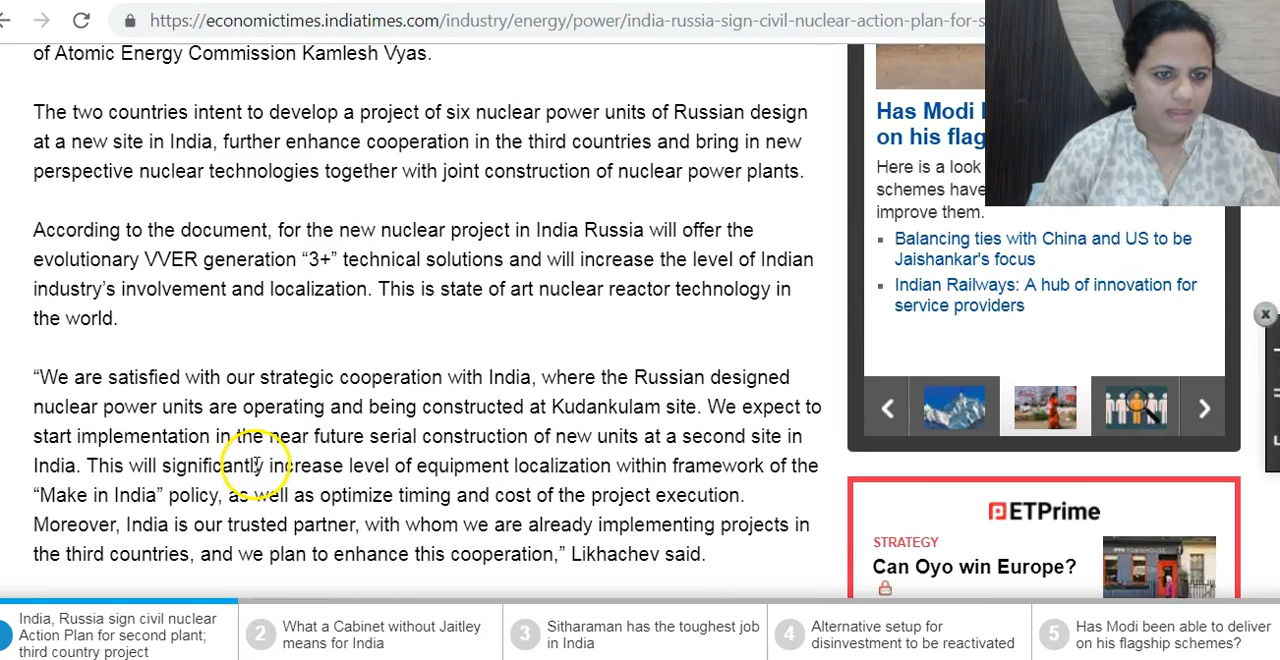 https://economictimes.indiatimes.com/industry/energy/power/india-russia-sign-civil-nuclear-action-plan-for-s
of Atomic Energy Commission Kamlesh Vyas.
The two countries intent to develop a project of six nuclear power units of Russian design
at a new site in India, further enhance cooperation in the third countries and bring in new
perspective nuclear technologies together with joint construction of nuclear power plants.
According to the document, for the new nuclear project in India Russia will offer the
evolutionary VVER generation “3+” technical solutions and will increase the level of Indian
industry’s involvement and localization. This is state of art nuclear reactor technology in
the world.
“We are satisfied with our strategic cooperation with India, where the Russian designed
nuclear power units are operating and being constructed at Kudankulam site. We expect to
start implementation in the near future serial construction of new units at a second site in
India. This will significantly increase level of equipment localization within framework of the
“Make in India” policy, as well as optimize timing and cost of the project execution.
Moreover, India is our trusted partner, with whom we are already implementing projects in
the third countries, and we plan to enhance this cooperation,” Likhachev said.
Has Modi
on his flag
Here is a look
schemes have
improve them.
Balancing ties with China and US to be
Jaishankar's focus
Indian Railways: A hub of innovation for
service providers
x
ETPrime
STRATEGY
Can Oyo win Europe?
India, Russia sign civil nuclear
Action Plan for second plant;
third country project
2
What a Cabinet without Jaitley
means for India
3
Sitharaman has the toughest job
in India
4
Alternative setup for
disinvestment to be reactivated
5
Has Modi been able to deliver
on his flagship schemes?